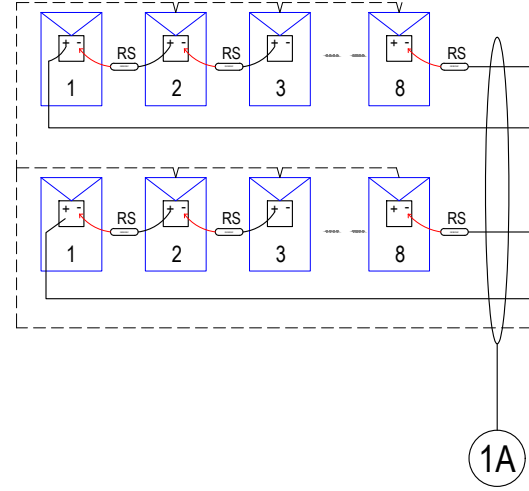 + - RS + - RS + - + - RS
1 2 3 8
+ - RS + - RS + - + - RS
1 2 3 8
1A